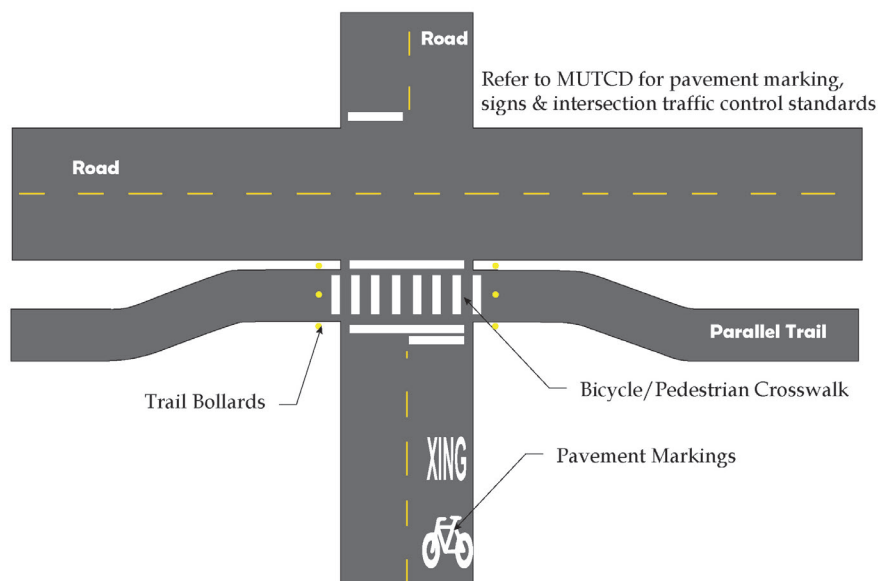 Road
Refer to MUTCD for pavement marking,
signs & intersection traffic control standards
Road
Parallel Trail
Trail Bollards
Bicycle/Pedestrian Crosswalk
XING
Pavement Markings